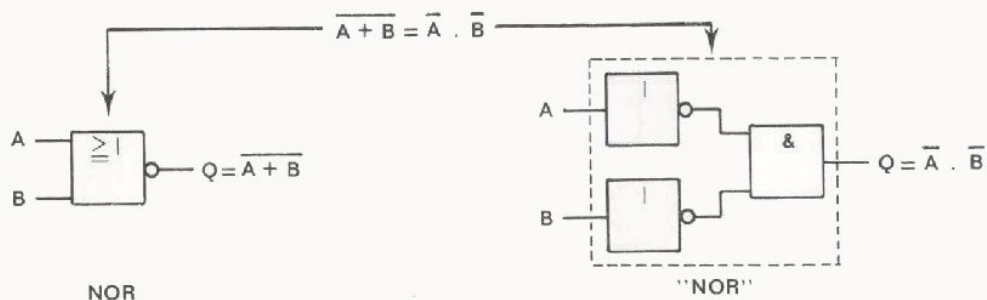 A + B = A . B
A
≥ 1
Q = A + B
B
NOR
A
1
&
Q = A . B
B
1
"NOR"